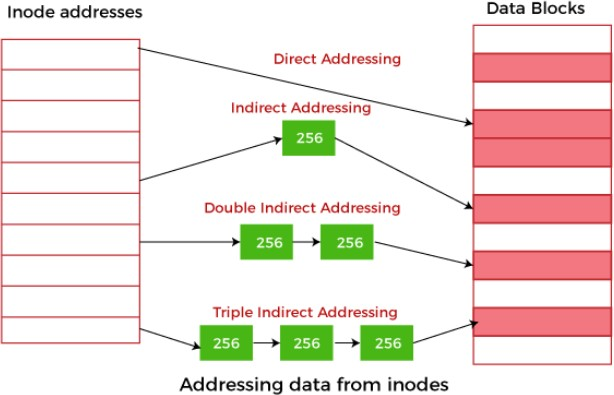 Inode addresses
Data Blocks
Direct Addressing
Indirect Addressing
256
Double Indirect Addressing
256
256
Triple Indirect Addressing
256
256
256
Addressing data from inodes